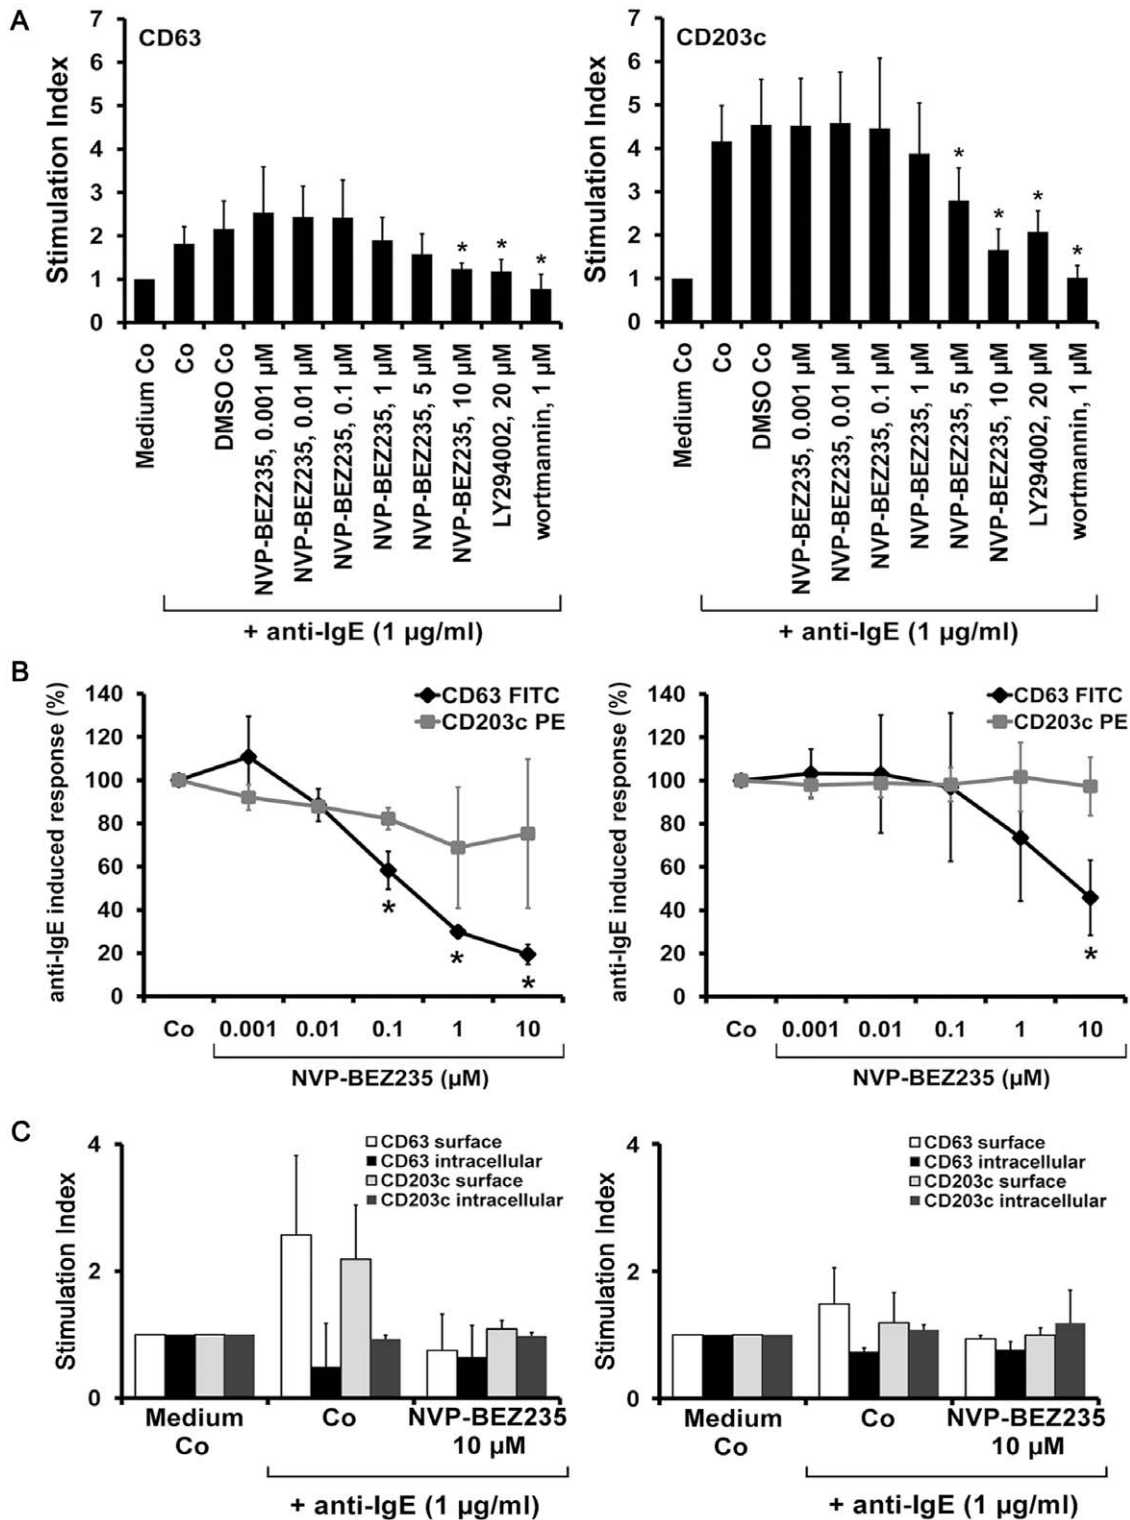 A
CD63
Stimulation Index
7
6
5
4
3
2
1
0
Medium Co
Co
DMSO Co
NVP-BEZ235, 0.001 µM
NVP-BEZ235, 0.01 µM
NVP-BEZ235, 0.1 µM
NVP-BEZ235, 1 µM
NVP-BEZ235, 5 µM
NVP-BEZ235, 10 µM
LY294002, 20 µM
wortmannin, 1 µM
* * *
+ anti-IgE (1 µg/ml)
CD203c
Stimulation Index
7
6
5
4
3
2
1
0
Medium Co
Co
DMSO Co
NVP-BEZ235, 0.001 µM
NVP-BEZ235, 0.01 µM
NVP-BEZ235, 0.1 µM
NVP-BEZ235, 1 µM
NVP-BEZ235, 5 µM
NVP-BEZ235, 10 µM
LY294002, 20 µM
wortmannin, 1 µM
* * * *
+ anti-IgE (1 µg/ml)
B
anti-IgE induced response (%)
140
120
100
80
60
40
20
0
CD63 FITC
CD203c PE
* * *
Co 0.001 0.01 0.1 1 10
NVP-BEZ235 (µM)
anti-IgE induced response (%)
140
120
100
80
60
40
20
0
CD63 FITC
CD203c PE
*
Co 0.001 0.01 0.1 1 10
NVP-BEZ235 (µM)
C
Stimulation Index
4
2
0
CD63 surface
CD63 intracellular
CD203c surface
CD203c intracellular
Medium Co NVP-BEZ235
Co 10 µM
+ anti-IgE (1 µg/ml)
Stimulation Index
4
2
0
CD63 surface
CD63 intracellular
CD203c surface
CD203c intracellular
Medium Co NVP-BEZ235
Co 10 µM
+ anti-IgE (1 µg/ml)